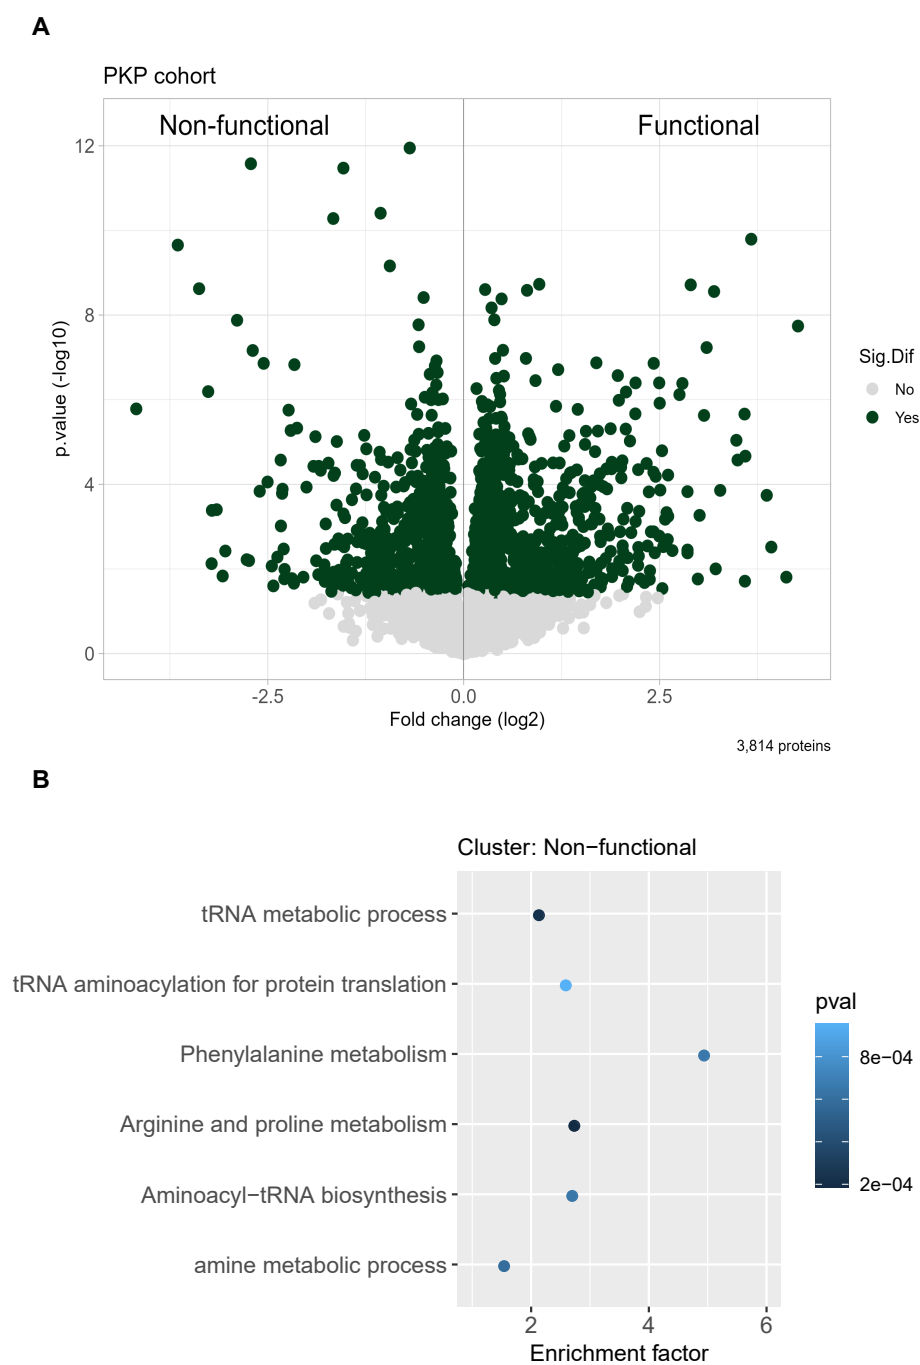 A
PKP cohort
Non-functional
Functional
12
8
4
0
p.value (-log10)
-2.5
0.0
2.5
Fold change (log2)
Sig.Dif
No
Yes
3,814 proteins
B
Cluster: Non−functional
tRNA metabolic process
tRNA aminoacylation for protein translation
Phenylalanine metabolism
Arginine and proline metabolism
Aminoacyl−tRNA biosynthesis
amine metabolic process
2
4
6
Enrichment factor
pval
8e−04
2e−04